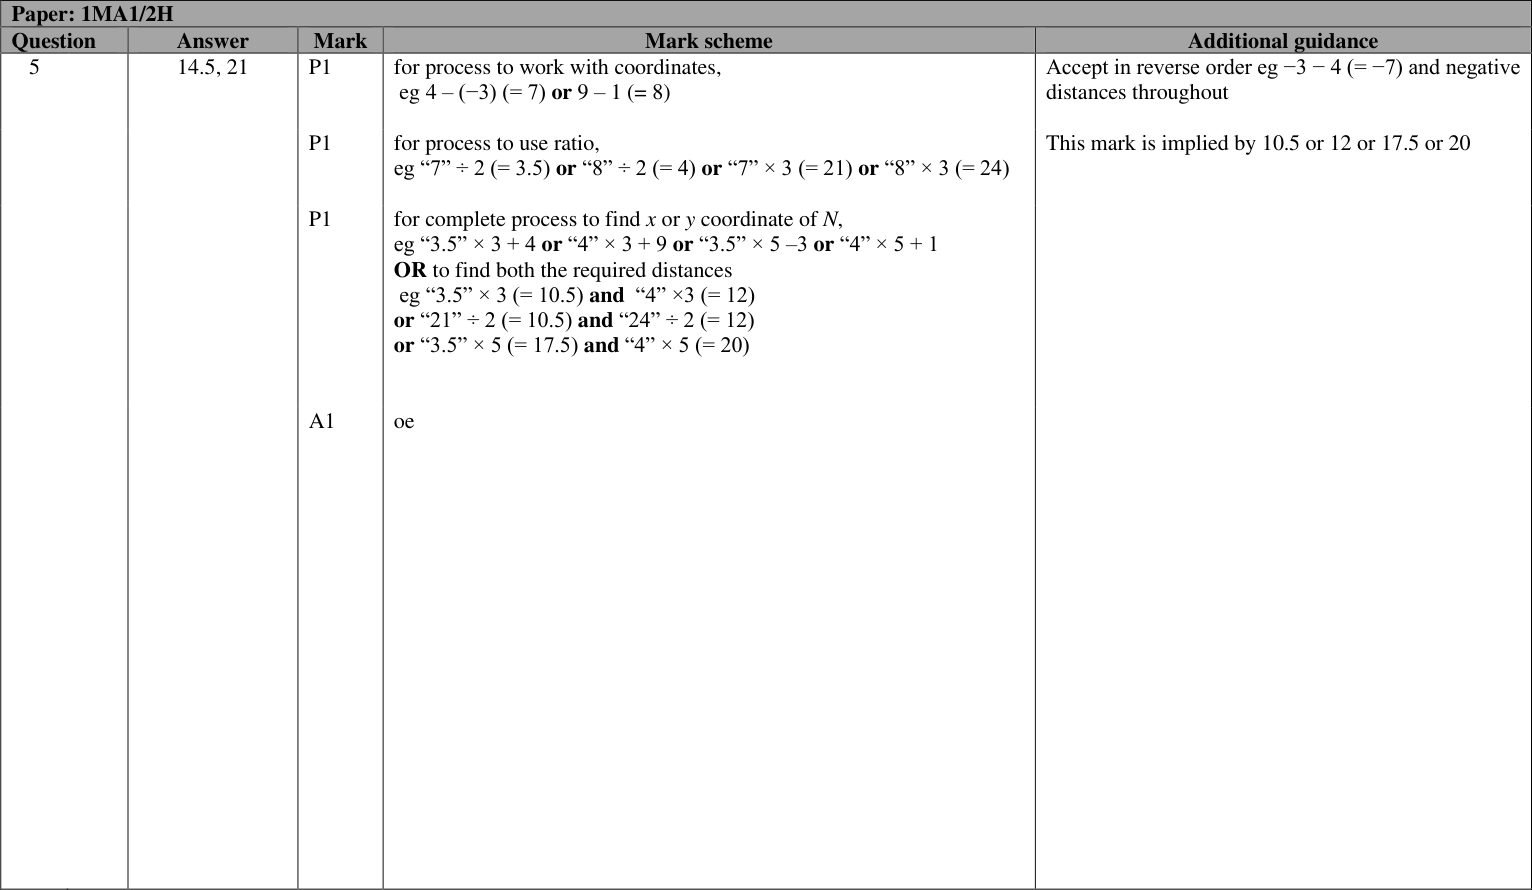 Paper: 1MA1/2H
Question Answer Mark Mark scheme Additional guidance
5 14.5, 21 P1 for process to work with coordinates, Accept in reverse order eg −3 − 4 (= −7) and negative
eg 4 – (−3) (= 7) or 9 – 1 (= 8) distances throughout
P1 for process to use ratio, This mark is implied by 10.5 or 12 or 17.5 or 20
eg “7” ÷ 2 (= 3.5) or “8” ÷ 2 (= 4) or “7” × 3 (= 21) or “8” × 3 (= 24)
P1 for complete process to find x or y coordinate of N,
eg “3.5” × 3 + 4 or “4” × 3 + 9 or “3.5” × 5 –3 or “4” × 5 + 1
OR to find both the required distances
eg “3.5” × 3 (= 10.5) and “4” ×3 (= 12)
or “21” ÷ 2 (= 10.5) and “24” ÷ 2 (= 12)
or “3.5” × 5 (= 17.5) and “4” × 5 (= 20)
A1 oe